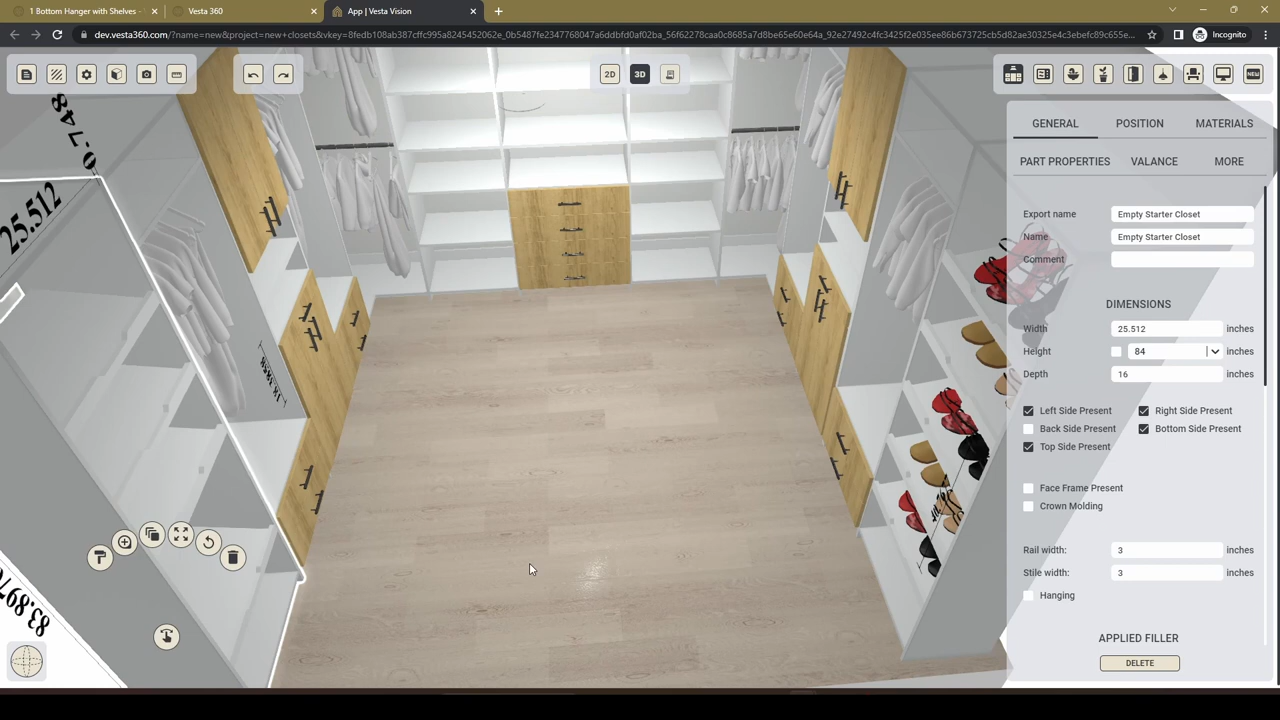 1 Bottom Hanger with Shelves -
Vesta 360
App | Vesta Vision
dev.vesta360.com/?name=new&project=new+closets&vkey=8fedb108ab387cffc995a8245452062e_0b5487fe2347768047a6ddbfd0af02ba_56f62278caa0c8685a7d8be65e60e64a_92e27492c4fc3425f2e035ee86b673725cb5d82ae30325e4c3ebefc89c655e...
Incognito
2D
3D
NEW
GENERAL
POSITION
MATERIALS
PART PROPERTIES
VALANCE
MORE
Export name
Empty Starter Closet
Name
Empty Starter Closet
Comment
DIMENSIONS
Width
25.512
inches
Height
84
inches
Depth
16
inches
Left Side Present
Right Side Present
Back Side Present
Bottom Side Present
Top Side Present
Face Frame Present
Crown Molding
Rail width:
3
inches
Stile width:
3
inches
Hanging
APPLIED FILLER
DELETE
0.748
25.512